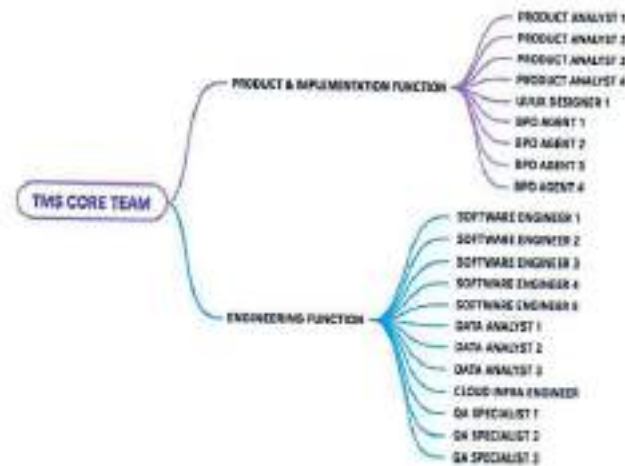 PRODUCT ANALYST 1
PRODUCT ANALYST 2
PRODUCT ANALYST 3
PRODUCT ANALYST 4
PRODUCT & IMPLEMENTATION FUNCTION
UI/UX DESIGNER 1
BPO AGENT 1
BPO AGENT 2
BPO AGENT 3
BPO AGENT 4
TMS CORE TEAM
SOFTWARE ENGINEER 1
SOFTWARE ENGINEER 2
SOFTWARE ENGINEER 3
SOFTWARE ENGINEER 4
SOFTWARE ENGINEER 5
ENGINEERING FUNCTION
DATA ANALYST 1
DATA ANALYST 2
DATA ANALYST 3
CLOUD INFRA ENGINEER
QA SPECIALIST 1
QA SPECIALIST 2
QA SPECIALIST 3